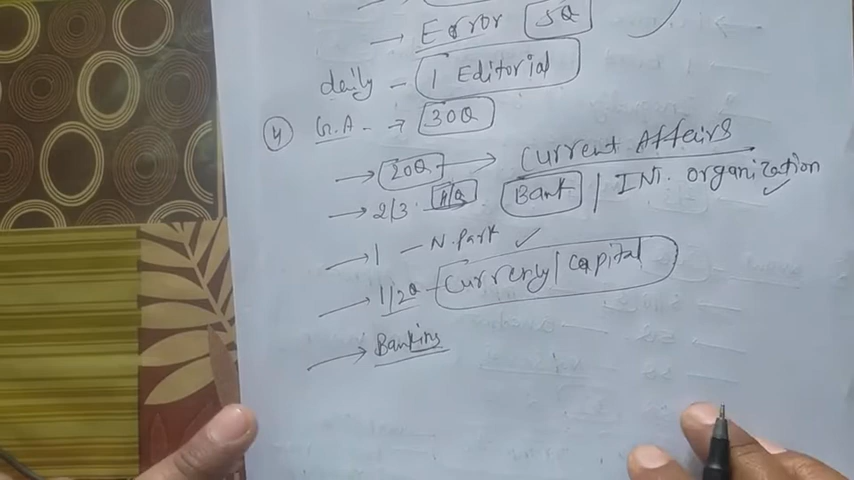 → Error 5Q
daily - 1 Editorial
4 G.A - → 30Q
→ 20Q → Current Affairs
→ 2/3 Bank / INT. organization
→ 1 - N. Park ✓
→ 1/2Q - Currency / Capital
→ Banking